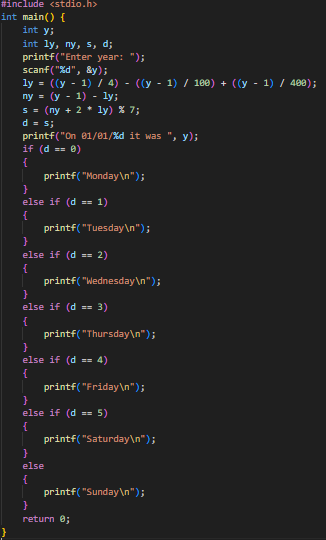 #include <stdio.h>
int main() {
    int y;
    int ly, ny, s, d;
    printf("Enter year: ");
    scanf("%d", &y);
    ly = ((y - 1) / 4) - ((y - 1) / 100) + ((y - 1) / 400);
    ny = (y - 1) - ly;
    s = (ny + 2 * ly) % 7;
    d = s;
    printf("On 01/01/%d it was ", y);
    if (d == 0)
    {
        printf("Monday\n");
    }
    else if (d == 1)
    {
        printf("Tuesday\n");
    }
    else if (d == 2)
    {
        printf("Wednesday\n");
    }
    else if (d == 3)
    {
        printf("Thursday\n");
    }
    else if (d == 4)
    {
        printf("Friday\n");
    }
    else if (d == 5)
    {
        printf("Saturday\n");
    }
    else
    {
        printf("Sunday\n");
    }
    return 0;
}